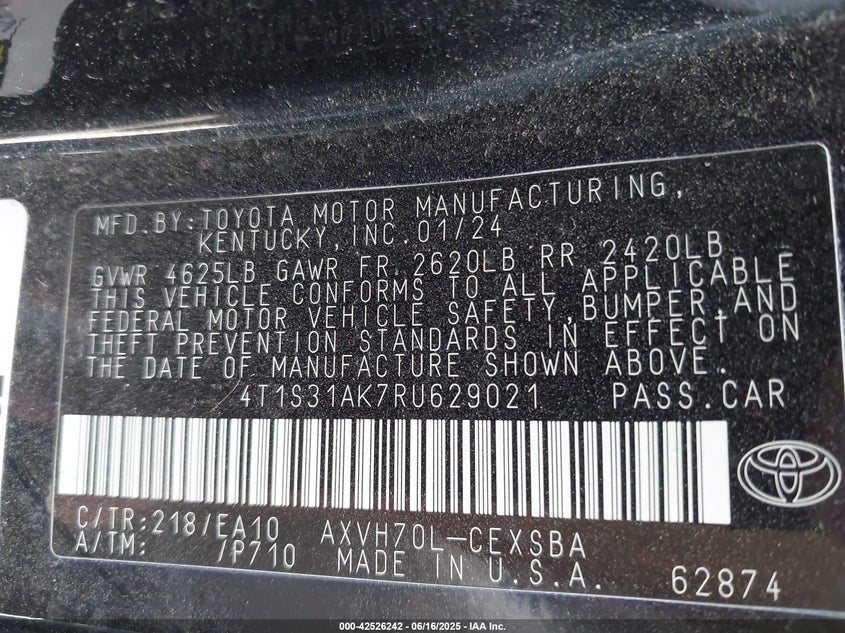 MFD.BY:TOYOTA MOTOR MANUFACTURING,
KENTUCKY,INC.01/24
GVWR 4625LB GAWR FR. 2620LB RR 2420LB
THIS VEHICLE CONFORMS TO ALL APPLICABLE
FEDERAL MOTOR VEHICLE SAFETY,BUMPER,AND
THEFT PREVENTION STANDARDS IN EFFECT ON
THE DATE OF MANUFACTURE SHOWN ABOVE.
4T1S31AK7RU629021 PASS.CAR
C/TR:218/EA10 AXVH70L-CEXSBA
A/TM: /P710 MADE IN U.S.A. 62874
000-42526242 / 06/16/2025 - IAA Inc.